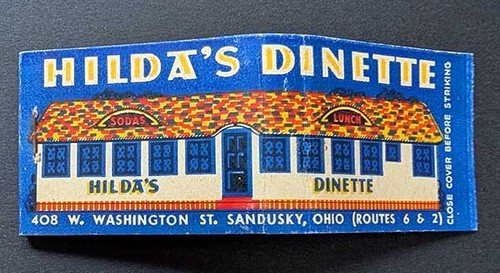 HILDA'S DINETTE
SODAS
LUNCH
HILDA'S DINETTE
408 W. WASHINGTON ST. SANDUSKY, OHIO (ROUTES 6 & 2)
CLOSE COVER BEFORE STRIKING